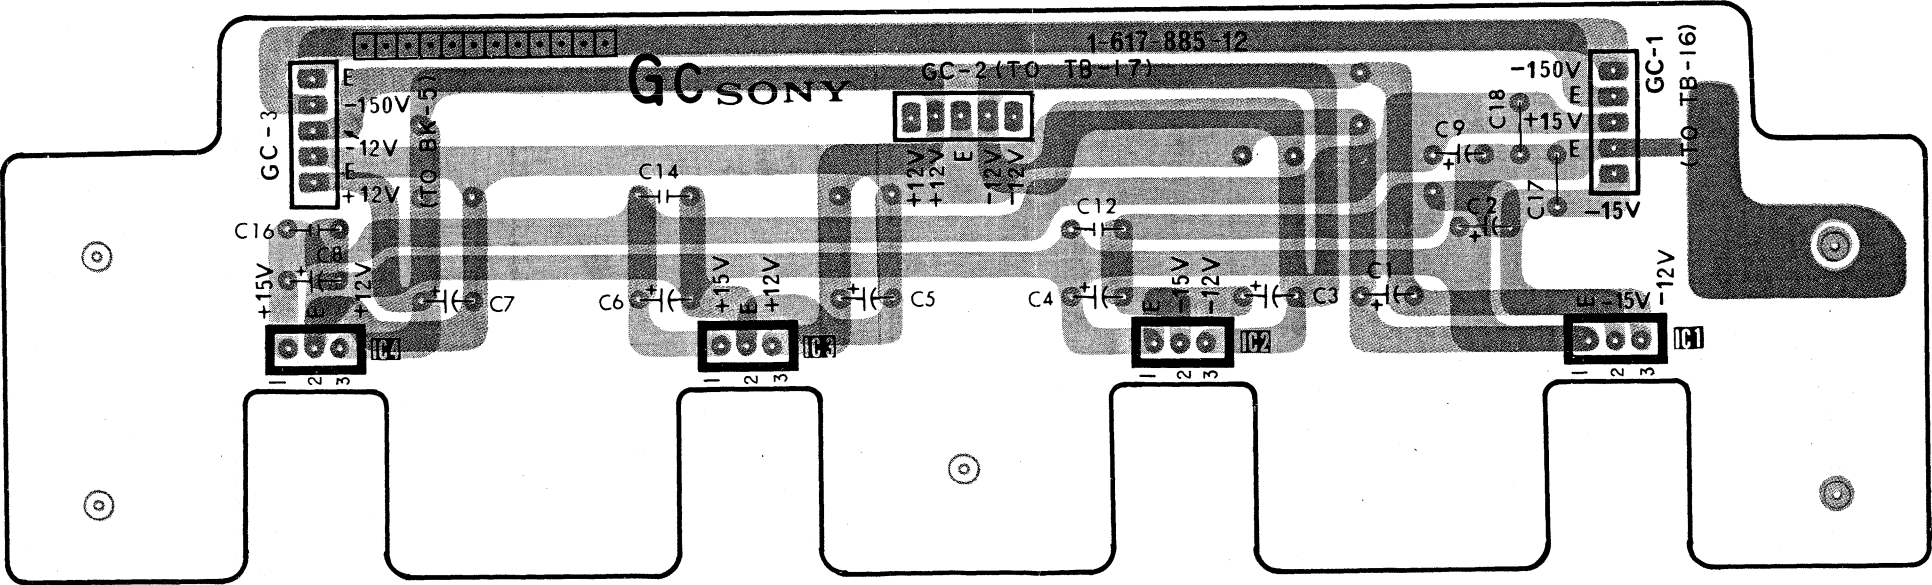 1-617-885-12
GC SONY
GC-2 (TO TB-17)
+12V
+12V
E
-12V
-12V
GC-3
(TO BK-5)
E
-150V
-12V
E
+12V
GC-1
(TO TB-16)
-150V
E
+15V
E
-15V
C18
C9
C17
C2
C14
C12
C16
C8
C7
C6
C5
C4
C3
C1
+15V
E
+12V
IC4
1
2
3
+15V
E
+12V
IC3
1
2
3
E
-15V
-12V
IC2
1
2
3
E
-15V
-12V
IC1
1
2
3